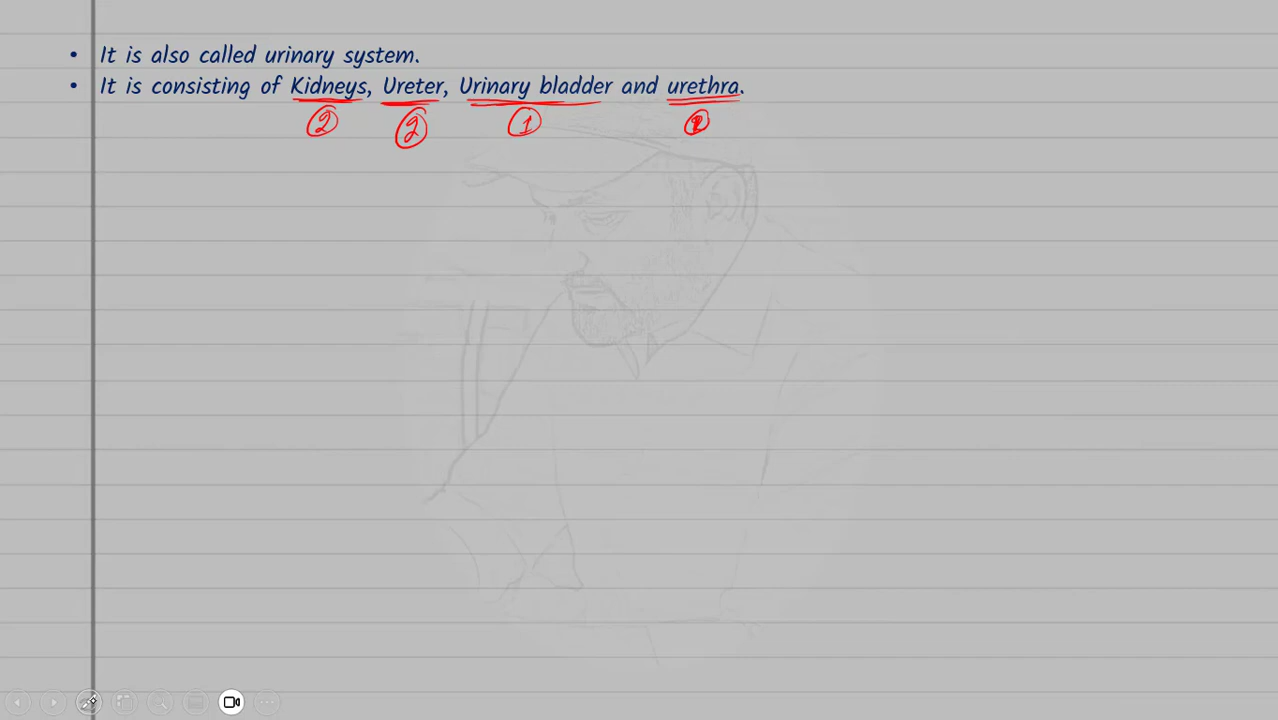 • It is also called urinary system.
• It is consisting of Kidneys, Ureter, Urinary bladder and urethra.
2 2 1